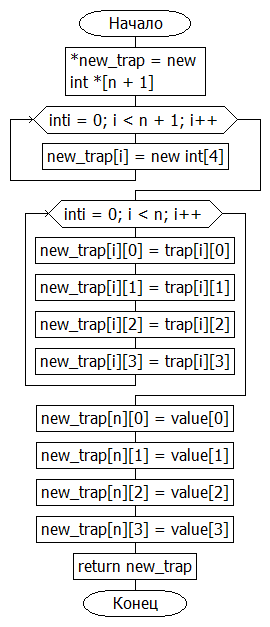 Начало
*new_trap = new
int *[n + 1]
inti = 0; i < n + 1; i++
new_trap[i] = new int[4]
inti = 0; i < n; i++
new_trap[i][0] = trap[i][0]
new_trap[i][1] = trap[i][1]
new_trap[i][2] = trap[i][2]
new_trap[i][3] = trap[i][3]
new_trap[n][0] = value[0]
new_trap[n][1] = value[1]
new_trap[n][2] = value[2]
new_trap[n][3] = value[3]
return new_trap
Конец